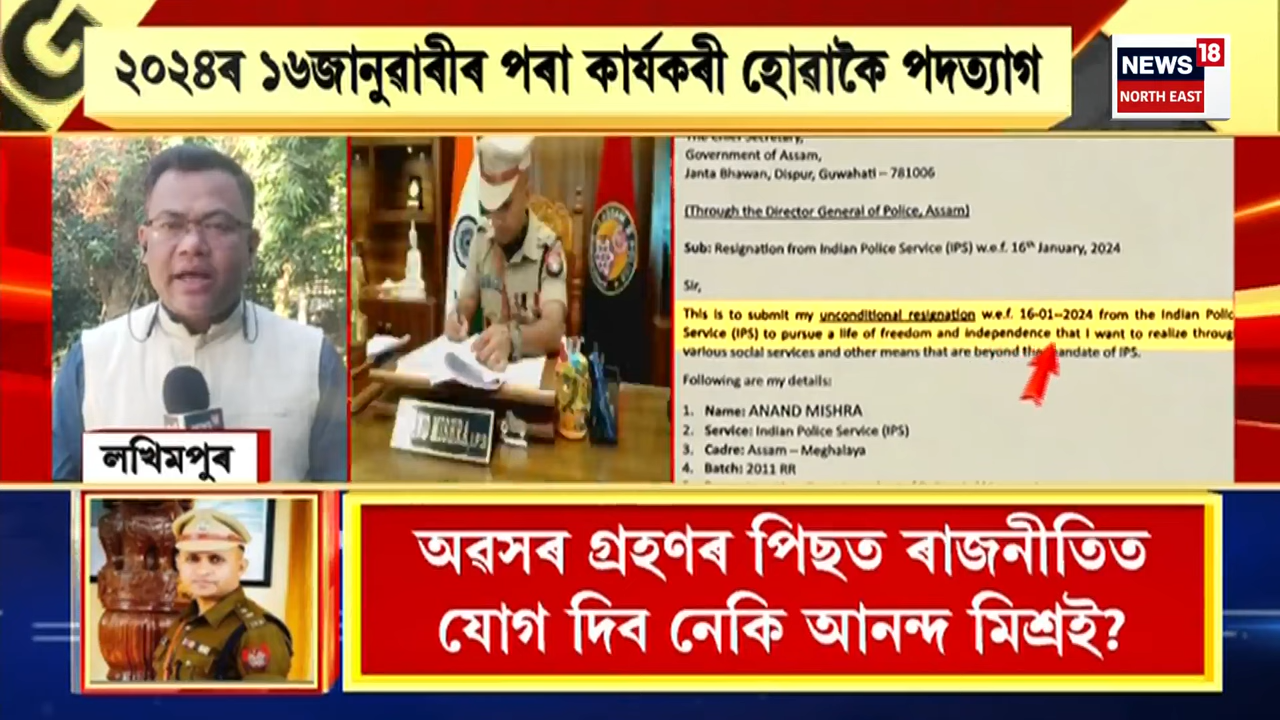 ২০২৪ৰ ১৬জানুৱাৰীৰ পৰা কাৰ্যকৰী হোৱাকৈ পদত্যাগ
NEWS 18
NORTH EAST
The Chief Secretary,
Government of Assam,
Janta Bhawan, Dispur, Guwahati – 781006
(Through the Director General of Police, Assam)
Sub: Resignation from Indian Police Service (IPS) w.e.f. 16th January, 2024
Sir,
This is to submit my unconditional resignation w.e.f. 16-01--2024 from the Indian Polic
Service (IPS) to pursue a life of freedom and independence that I want to realize throug
various social services and other means that are beyond the mandate of IPS.
Following are my details:
1. Name: ANAND MISHRA
2. Service: Indian Police Service (IPS)
3. Cadre: Assam – Meghalaya
4. Batch: 2011 RR
MISHRA IPS
লখিমপুৰ
অৱসৰ গ্ৰহণৰ পিছত ৰাজনীতিত
যোগ দিব নেকি আনন্দ মিশ্ৰই?